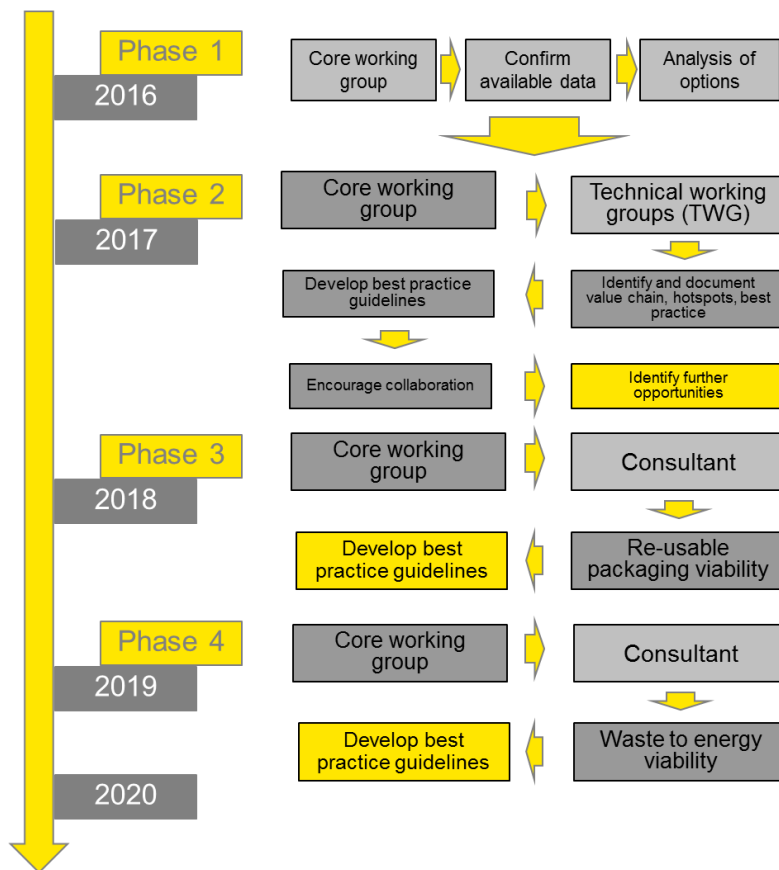 Phase 1
2016
Core working
group
Confirm
available data
Analysis of
options
Phase 2
2017
Core working
group
Technical working
groups (TWG)
Develop best practice
guidelines
Identify and document
value chain, hotspots, best
practice
Encourage collaboration
Identify further
opportunities
Phase 3
2018
Core working
group
Consultant
Develop best
practice guidelines
Re-usable
packaging viability
Phase 4
2019
Core working
group
Consultant
Develop best
practice guidelines
Waste to energy
viability
2020